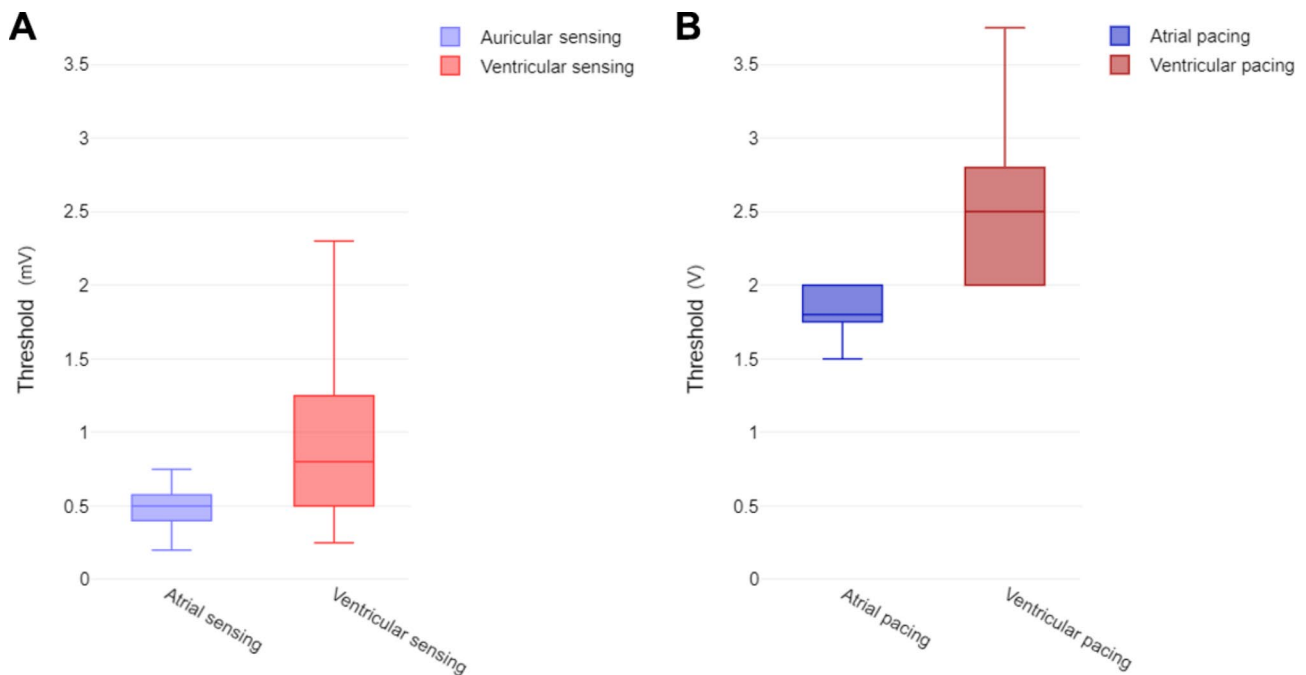 A
Auricular sensing
Ventricular sensing
3.5
3
2.5
2
1.5
1
0.5
0
Threshold (mV)
Atrial sensing
Ventricular sensing
B
Atrial pacing
Ventricular pacing
3.5
3
2.5
2
1.5
1
0.5
0
Threshold (V)
Atrial pacing
Ventricular pacing